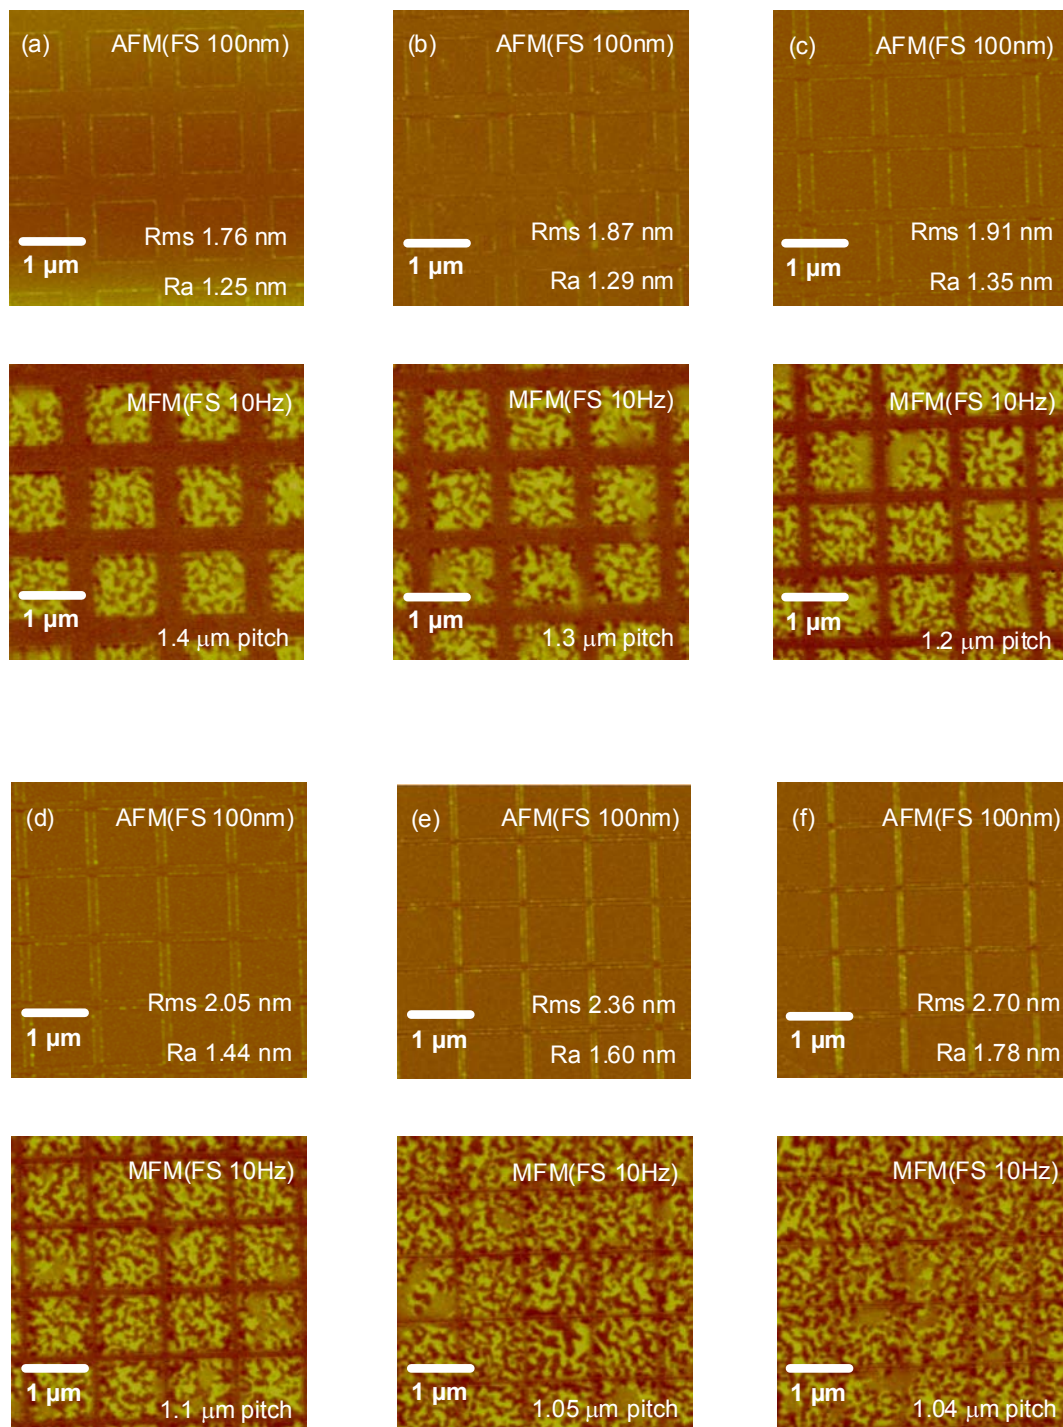 (a) AFM(FS 100nm)
Rms 1.76 nm
1 μm
Ra 1.25 nm
(b) AFM(FS 100nm)
Rms 1.87 nm
1 μm
Ra 1.29 nm
(c) AFM(FS 100nm)
Rms 1.91 nm
1 μm
Ra 1.35 nm
MFM(FS 10Hz)
1 μm
1.4 μm pitch
MFM(FS 10Hz)
1 μm
1.3 μm pitch
MFM(FS 10Hz)
1 μm
1.2 μm pitch
(d) AFM(FS 100nm)
Rms 2.05 nm
1 μm
Ra 1.44 nm
(e) AFM(FS 100nm)
Rms 2.36 nm
1 μm
Ra 1.60 nm
(f) AFM(FS 100nm)
Rms 2.70 nm
1 μm
Ra 1.78 nm
MFM(FS 10Hz)
1 μm
1.1 μm pitch
MFM(FS 10Hz)
1 μm
1.05 μm pitch
MFM(FS 10Hz)
1 μm
1.04 μm pitch